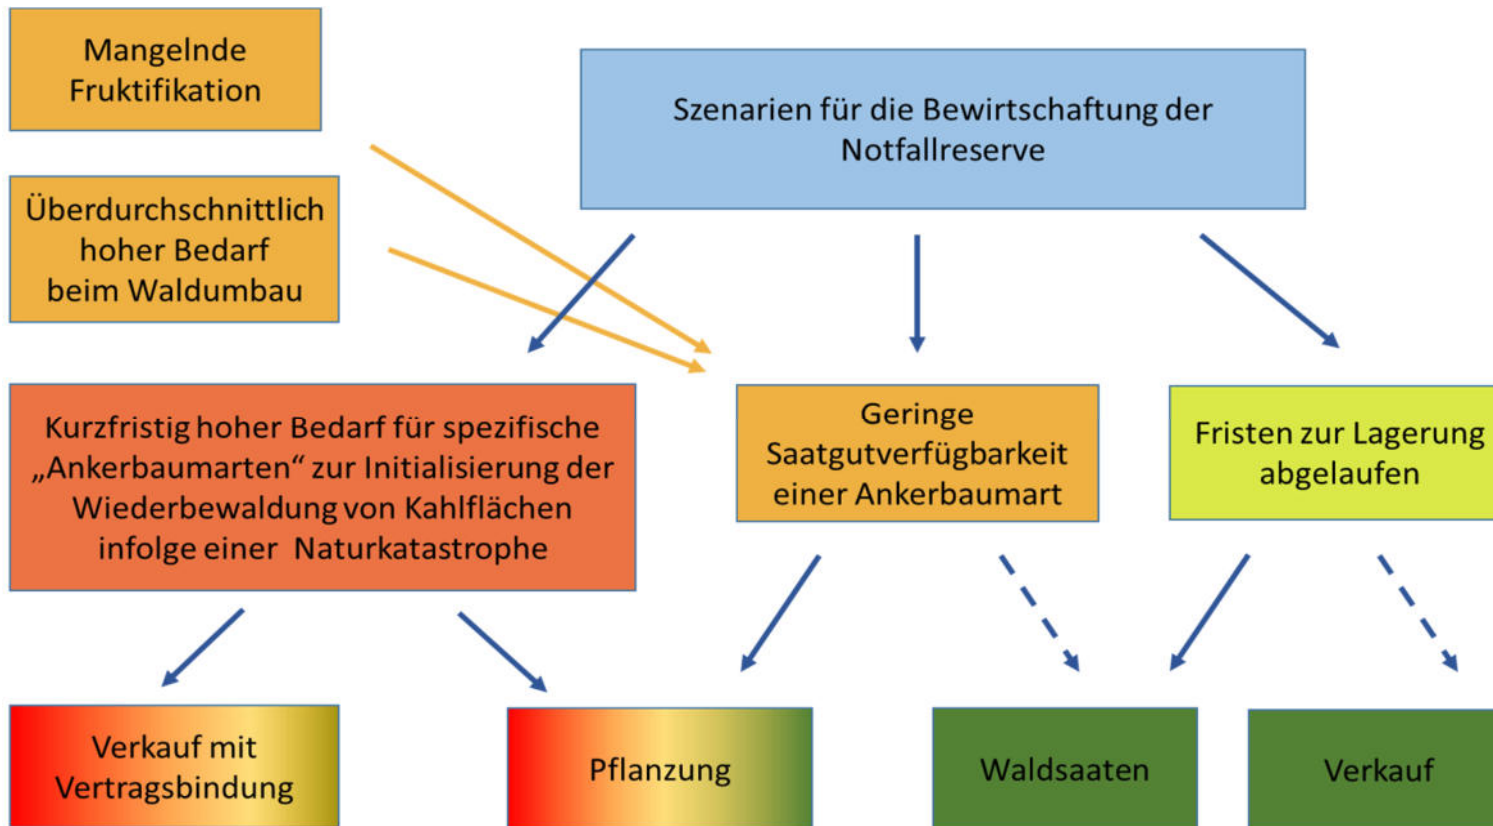 Mangelnde
Fruktifikation
Szenarien für die Bewirtschaftung der
Notfallreserve
Überdurchschnittlich
hoher Bedarf
beim Waldumbau
Kurzfristig hoher Bedarf für spezifische
„Ankerbaumarten“ zur Initialisierung der
Wiederbewaldung von Kahlflächen
infolge einer Naturkatastrophe
Geringe
Saatgutverfügbarkeit
einer Ankerbaumart
Fristen zur Lagerung
abgelaufen
Verkauf mit
Vertragsbindung
Pflanzung
Waldsaaten
Verkauf